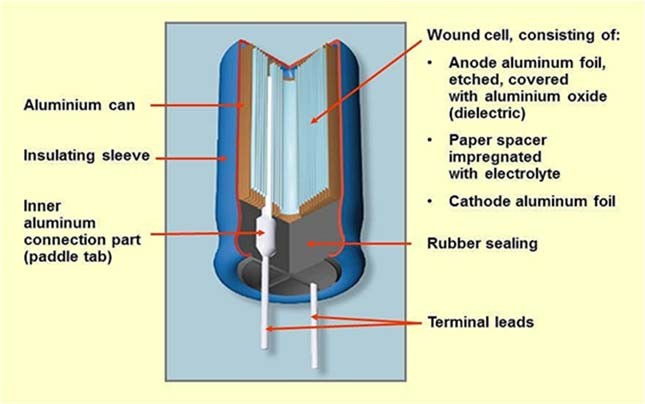 Aluminium can
Insulating sleeve
Inner
aluminum
connection part
(paddle tab)
Wound cell, consisting of:
• Anode aluminum foil,
etched, covered
with aluminium oxide
(dielectric)
• Paper spacer
impregnated
with electrolyte
• Cathode aluminum foil
Rubber sealing
Terminal leads